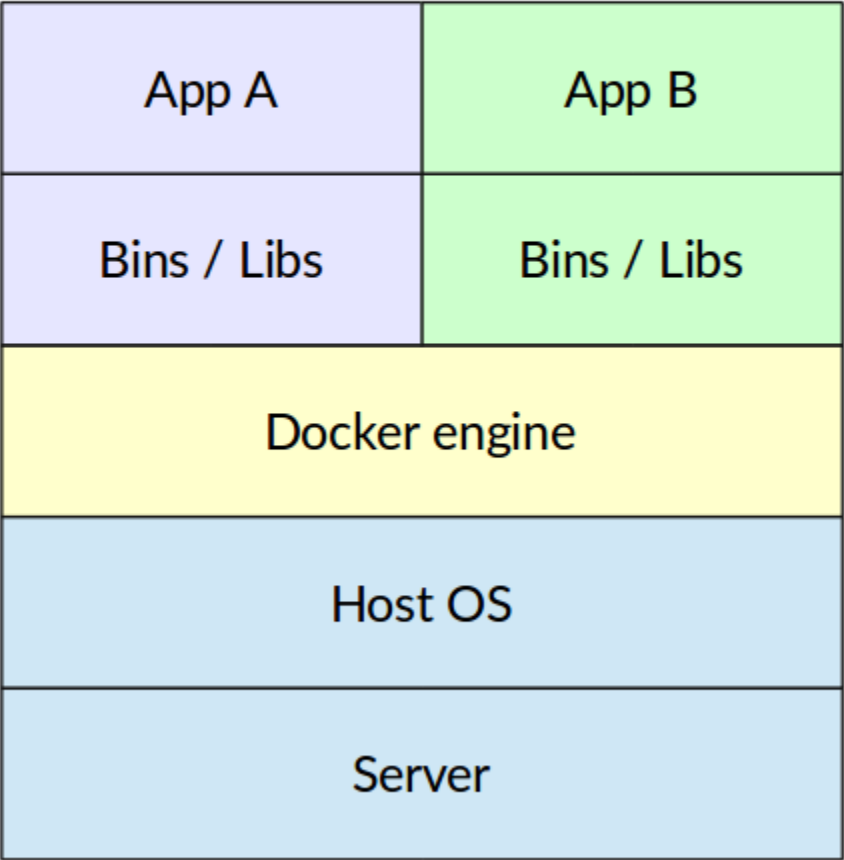 App A
App B
Bins / Libs
Bins / Libs
Docker engine
Host OS
Server